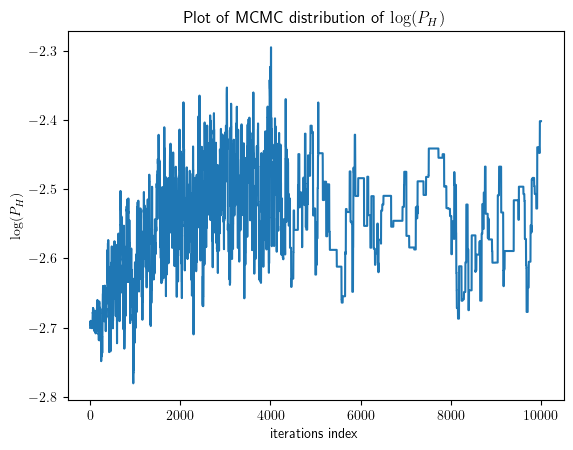 Plot of MCMC distribution of log(P_H)
−2.3
−2.4
−2.5
−2.6
−2.7
−2.8
log(P_H)
0 2000 4000 6000 8000 10000
iterations index